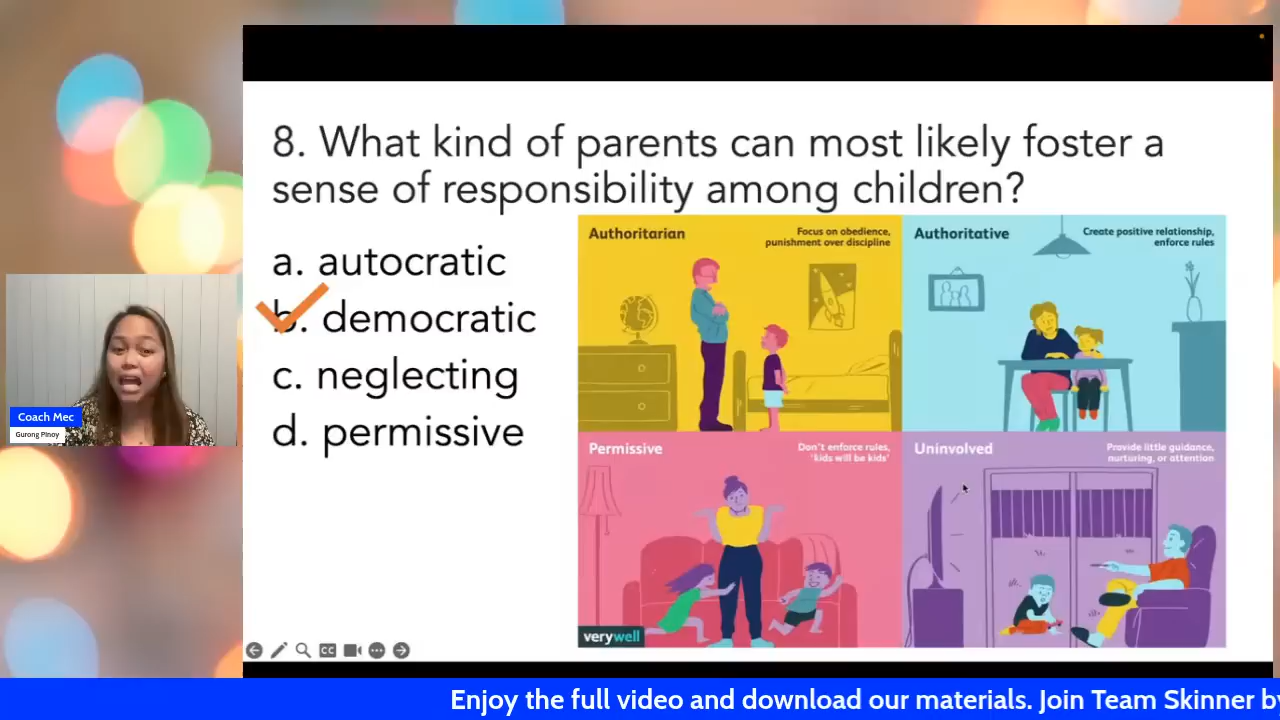 8. What kind of parents can most likely foster a
sense of responsibility among children?
a. autocratic
b. democratic
c. neglecting
d. permissive
Authoritarian
Focus on obedience,
punishment over discipline
Authoritative
Create positive relationship,
enforce rules
Permissive
Don't enforce rules,
'kids will be kids'
Uninvolved
Provide little guidance,
nurturing, or attention
verywell
CC
Coach Mec
Gurong Pinoy
Enjoy the full video and download our materials. Join Team Skinner by